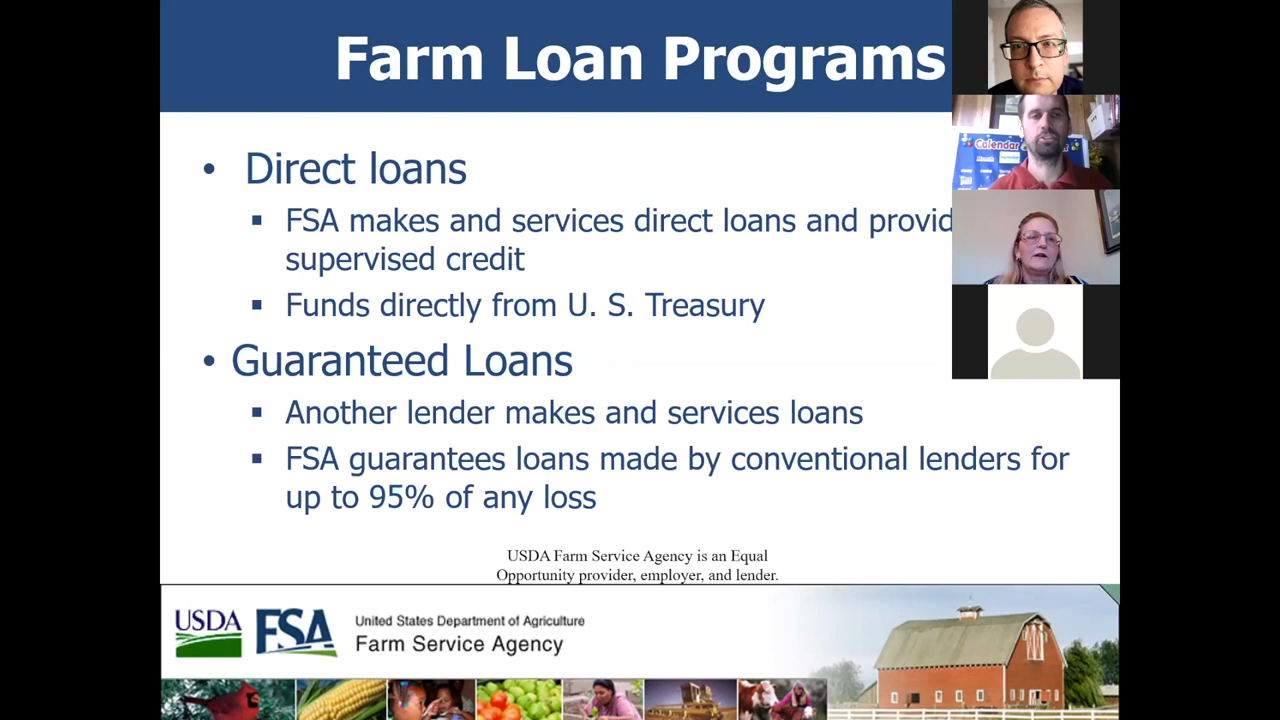 Farm Loan Programs
• Direct loans
▪ FSA makes and services direct loans and provid
supervised credit
▪ Funds directly from U. S. Treasury
• Guaranteed Loans
▪ Another lender makes and services loans
▪ FSA guarantees loans made by conventional lenders for
up to 95% of any loss
USDA Farm Service Agency is an Equal
Opportunity provider, employer, and lender.
USDA FSA
United States Department of Agriculture
Farm Service Agency
Calendar